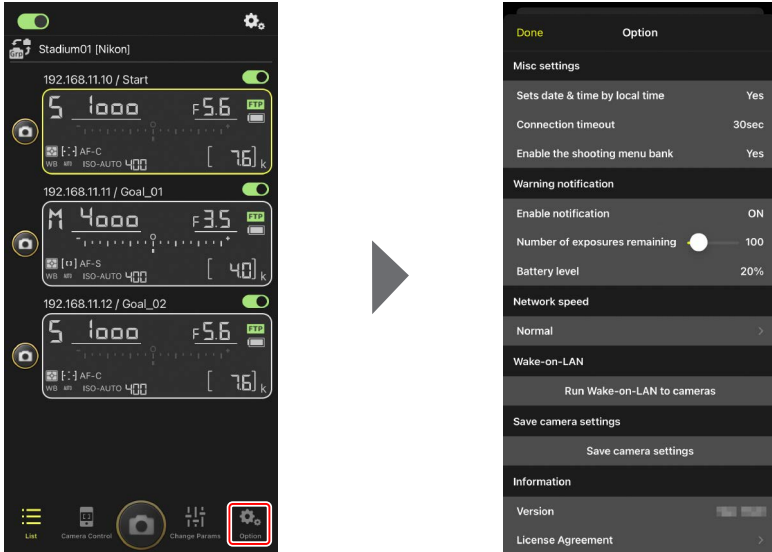 Grp
Stadium01 [Nikon]
192.168.11.10 / Start
S 1000 F5.6 FTP
AF-C
WB AUTO ISO-AUTO 400 [ 7.6] k
192.168.11.11 / Goal_01
M 4000 F3.5 FTP
AF-S
WB AUTO ISO-AUTO 400 [ 4.0] k
192.168.11.12 / Goal_02
S 1000 F5.6 FTP
AF-C
WB AUTO ISO-AUTO 400 [ 7.6] k
List Camera Control Change Params Option
Done Option
Misc settings
Sets date & time by local time Yes
Connection timeout 30sec
Enable the shooting menu bank Yes
Warning notification
Enable notification ON
Number of exposures remaining 100
Battery level 20%
Network speed
Normal >
Wake-on-LAN
Run Wake-on-LAN to cameras
Save camera settings
Save camera settings
Information
Version
License Agreement >